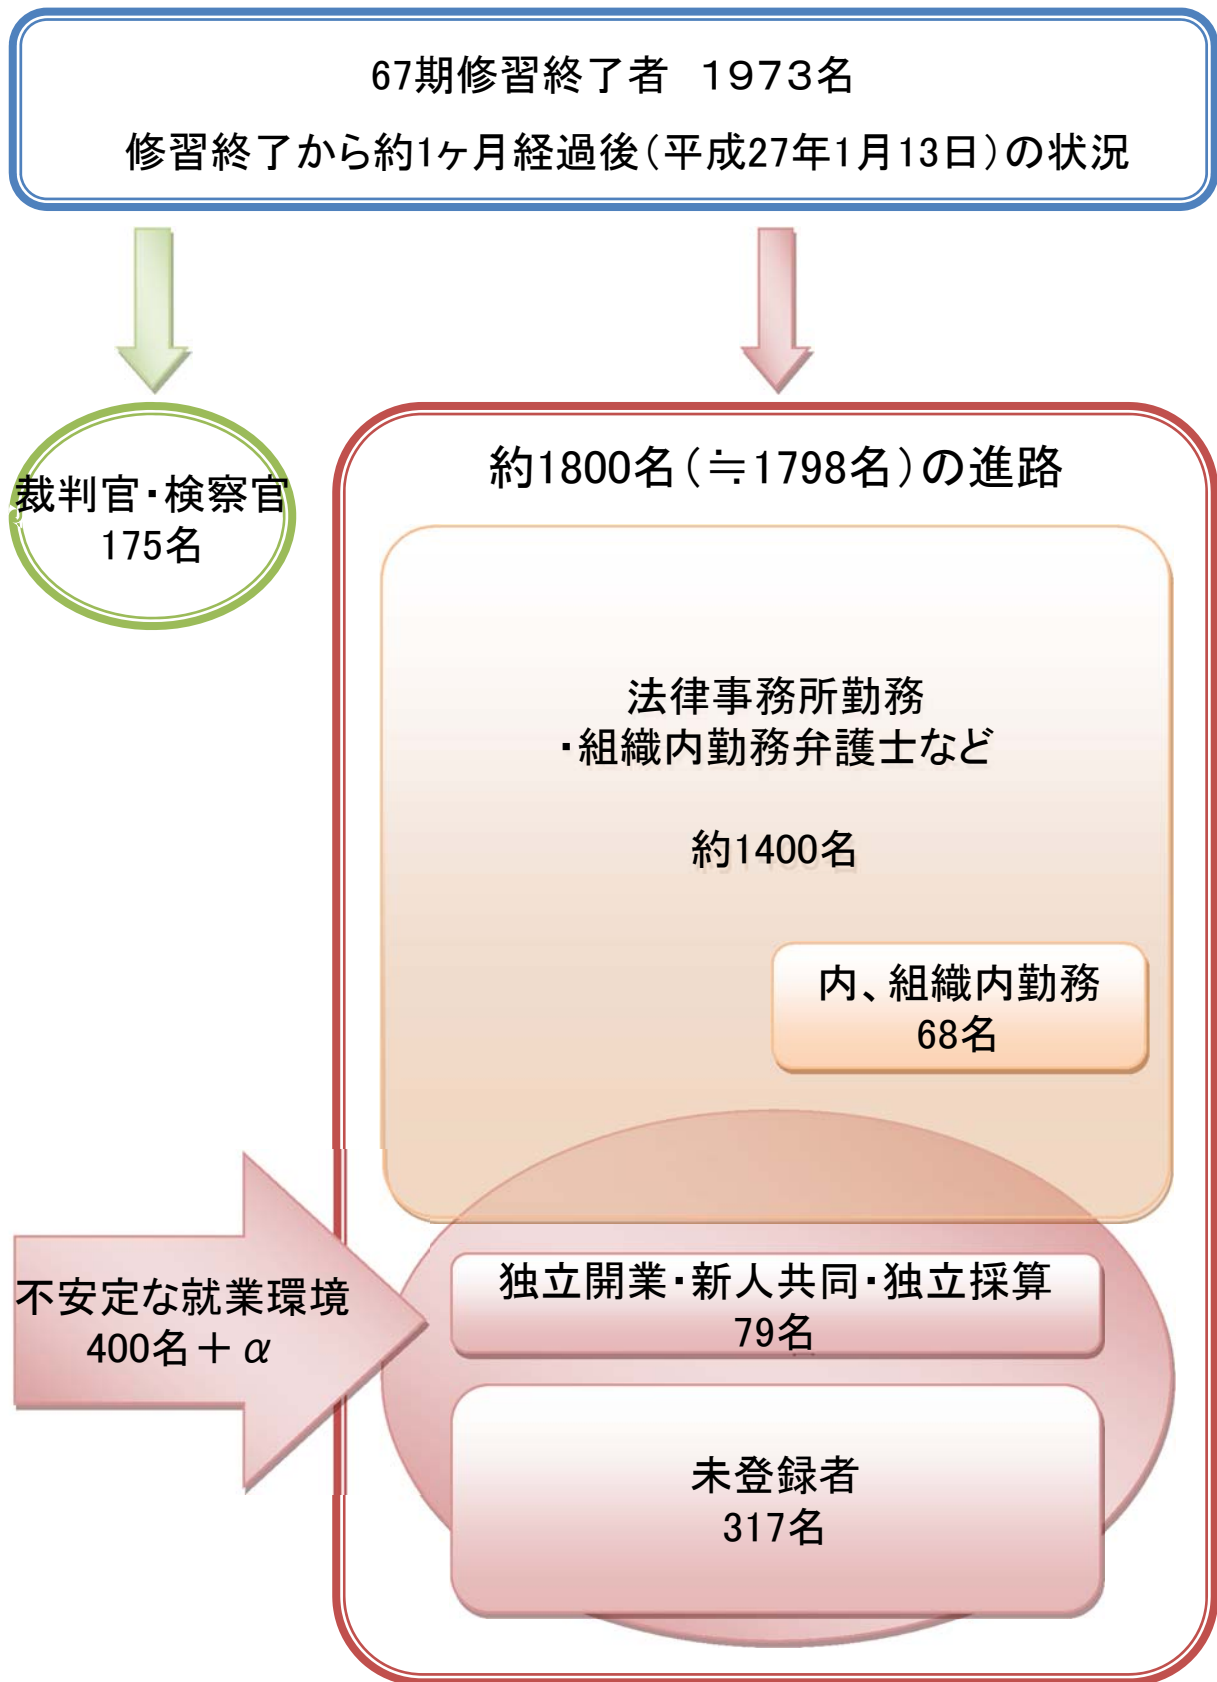 67期修習終了者　1973名
修習終了から約1ヶ月経過後(平成27年1月13日)の状況
裁判官・検察官
175名
約1800名(≒1798名)の進路
法律事務所勤務
・組織内勤務弁護士など
約1400名
内、組織内勤務
68名
不安定な就業環境
400名＋α
独立開業・新人共同・独立採算
79名
未登録者
317名